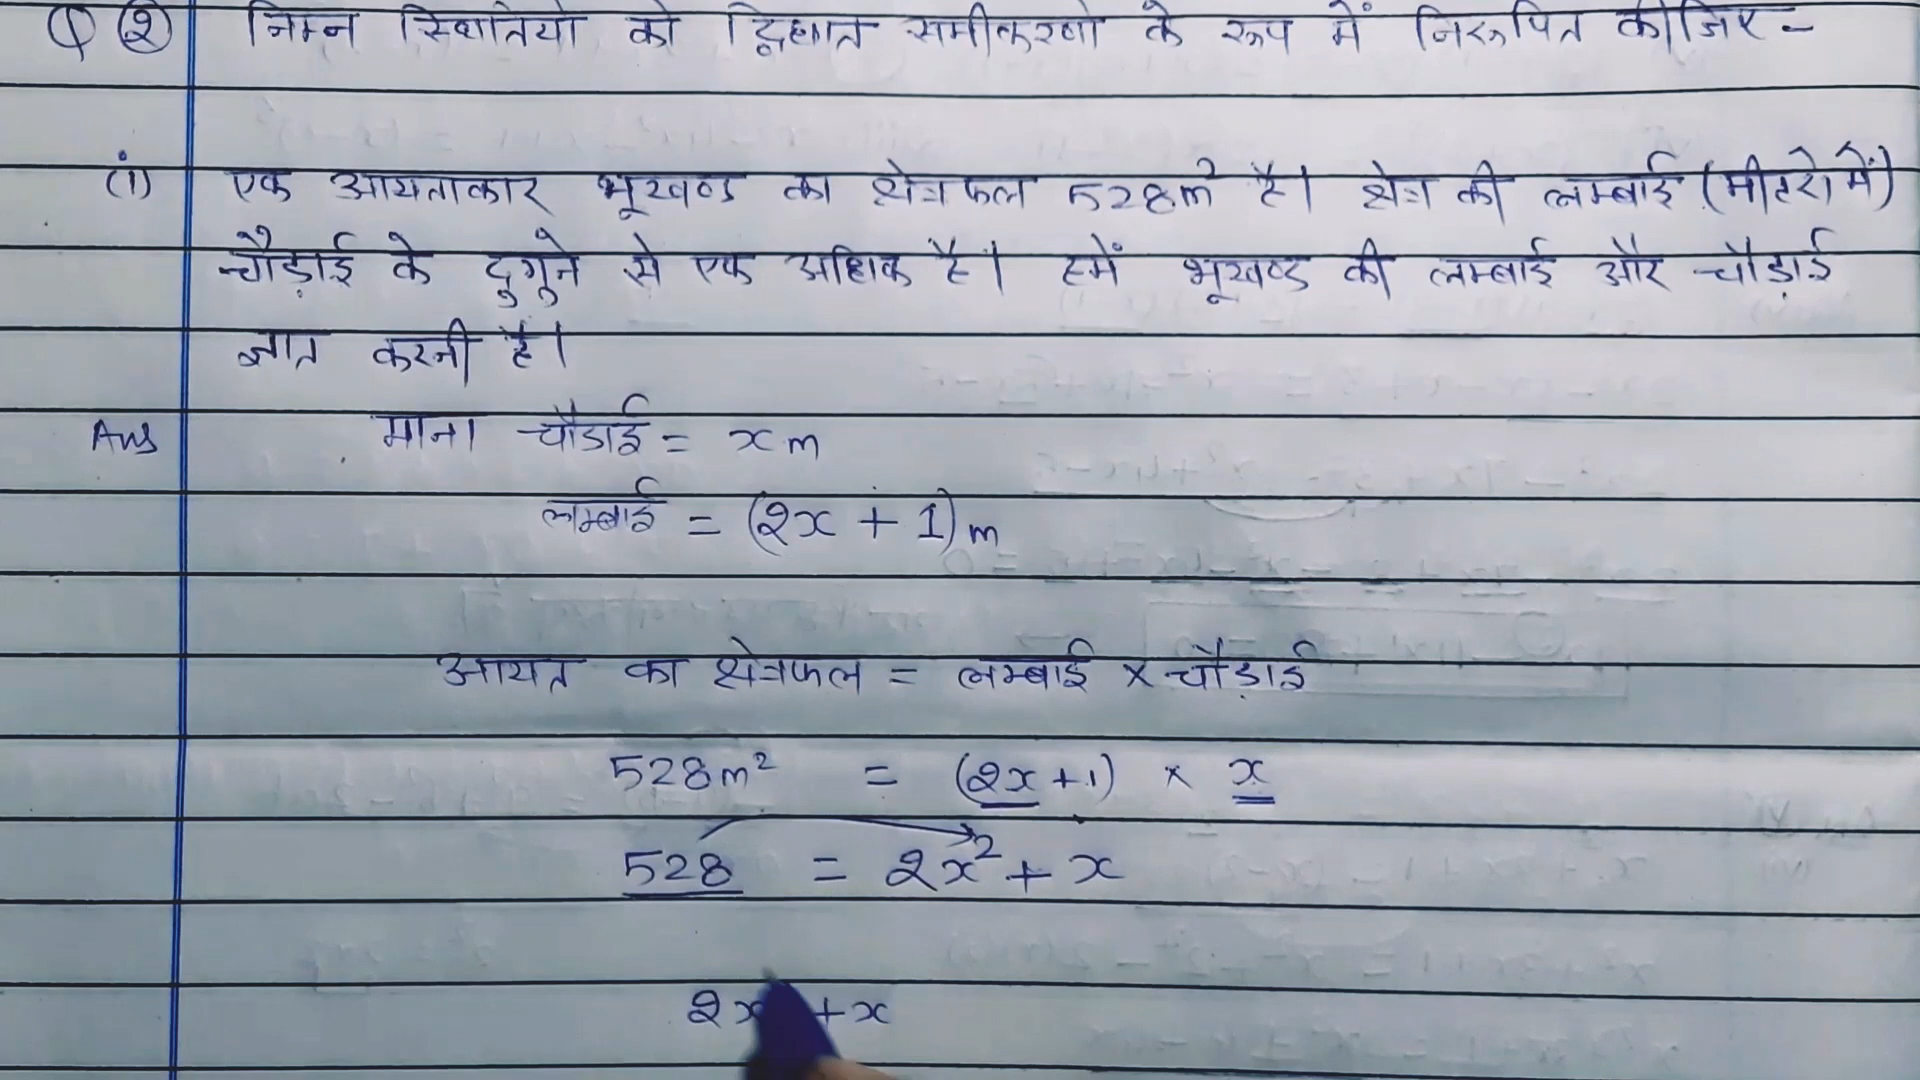 Q ② निम्न स्थितियों को द्विघात समीकरणों के रूप में निरूपित कीजिए -
(i) एक आयताकार भूखण्ड का क्षेत्रफल 528m² है। क्षेत्र की लम्बाई (मीटरों में)
चौड़ाई के दुगुने से एक अधिक है। हमें भूखण्ड की लम्बाई और चौड़ाई
ज्ञात करनी है।
Ans माना चौडाई = x m
लम्बाई = (2x + 1) m
आयत का क्षेत्रफल = लम्बाई × चौड़ाई
528m² = (2x+1) × x
528 = 2x² + x
2x +x